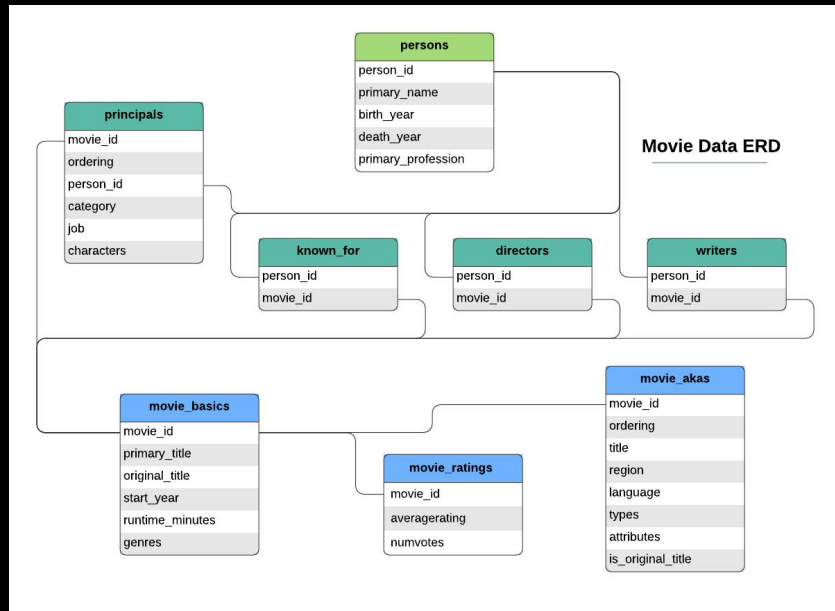 persons
person_id
primary_name
birth_year
death_year
primary_profession
principals
movie_id
ordering
person_id
category
job
characters
Movie Data ERD
known_for
person_id
movie_id
directors
person_id
movie_id
writers
person_id
movie_id
movie_basics
movie_id
primary_title
original_title
start_year
runtime_minutes
genres
movie_ratings
movie_id
averagerating
numvotes
movie_akas
movie_id
ordering
title
region
language
types
attributes
is_original_title